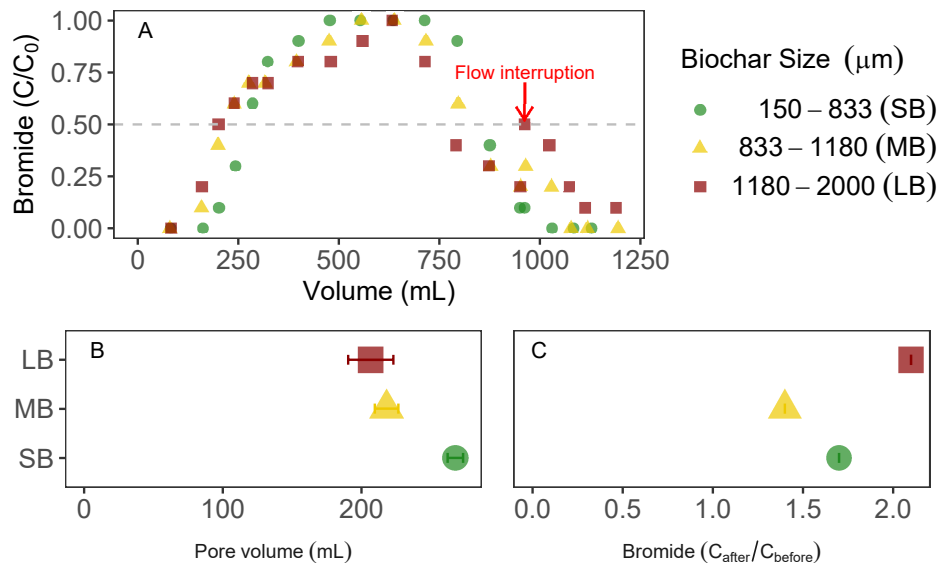 A
Bromide (C/C₀)
1.00
0.75
0.50
0.25
0.00
Flow interruption
0 250 500 750 1000 1250
Volume (mL)
Biochar Size (μm)
150 – 833 (SB)
833 – 1180 (MB)
1180 – 2000 (LB)
B
LB
MB
SB
0 100 200
Pore volume (mL)
C
0.0 0.5 1.0 1.5 2.0
Bromide (C_after/C_before)